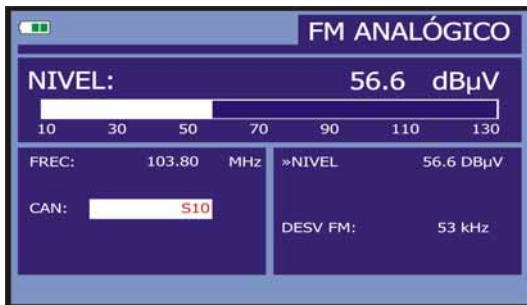 FM ANALÓGICO
NIVEL: 56.6 dBµV
10 30 50 70 90 110 130
FREC: 103.80 MHz
CAN: S10
»NIVEL 56.6 DBµV
DESV FM: 53 kHz